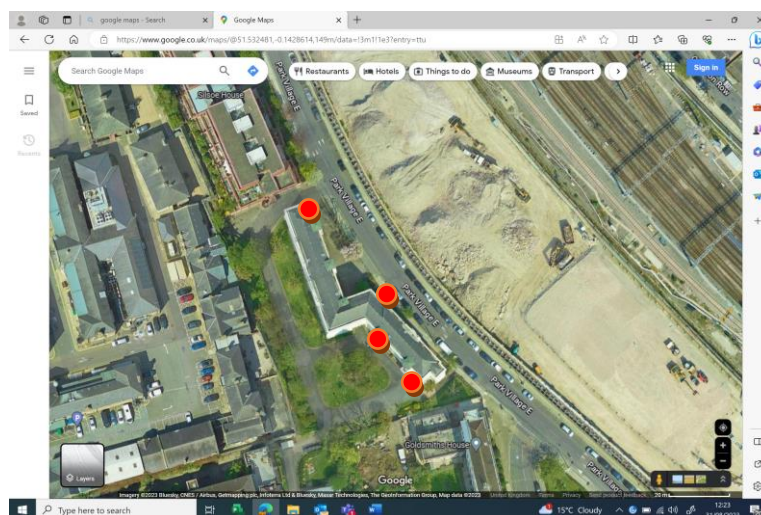 google maps - Search
Google Maps
https://www.google.co.uk/maps/@51.532481,-0.1428614,149m/data=!3m1!1e3?entry=ttu
Search Google Maps
Restaurants
Hotels
Things to do
Museums
Transport
Sign in
Saved
Recents
Silsoe House
Park Village E
Park Village E
Park Village E
Park Village E
Park Village E
Goldsmiths House
Layers
Google
Imagery ©2023 Bluesky, CNES / Airbus, Getmapping plc, Infoterra Ltd & Bluesky, Maxar Technologies, The GeoInformation Group, Map data ©2023
United Kingdom
Terms
Privacy
Send product feedback
20 m
Type here to search
15°C Cloudy
12:23